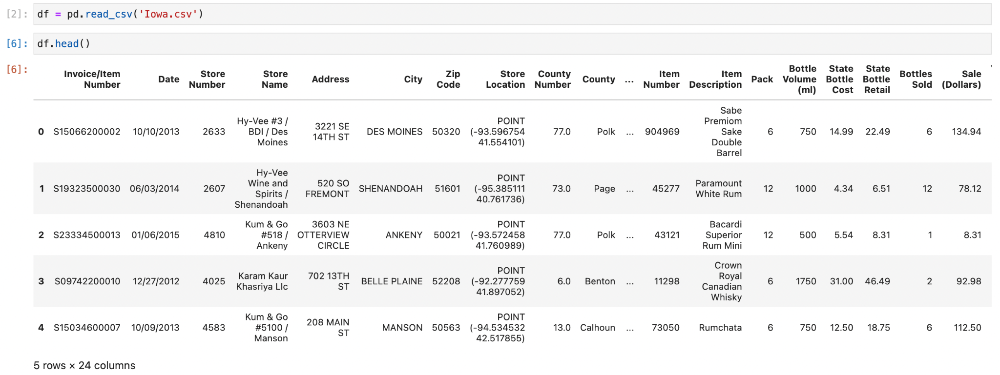 [2]: df = pd.read_csv('Iowa.csv')
[6]: df.head()
[6]:
Invoice/Item Number Date Store Number Store Name Address City Zip Code Store Location County Number County ... Item Number Item Description Pack Bottle Volume (ml) State Bottle Cost State Bottle Retail Bottles Sold Sale (Dollars)
0 S15066200002 10/10/2013 2633 Hy-Vee #3 / BDI / Des Moines 3221 SE 14TH ST DES MOINES 50320 POINT (-93.596754 41.554101) 77.0 Polk ... 904969 Sabe Premiom Sake Double Barrel 6 750 14.99 22.49 6 134.94
1 S19323500030 06/03/2014 2607 Hy-Vee Wine and Spirits / Shenandoah 520 SO FREMONT SHENANDOAH 51601 POINT (-95.385111 40.761736) 73.0 Page ... 45277 Paramount White Rum 12 1000 4.34 6.51 12 78.12
2 S23334500013 01/06/2015 4810 Kum & Go #518 / Ankeny 3603 NE OTTERVIEW CIRCLE ANKENY 50021 POINT (-93.572458 41.760989) 77.0 Polk ... 43121 Bacardi Superior Rum Mini 12 500 5.54 8.31 1 8.31
3 S09742200010 12/27/2012 4025 Karam Kaur Khasriya Llc 702 13TH ST BELLE PLAINE 52208 POINT (-92.277759 41.897052) 6.0 Benton ... 11298 Crown Royal Canadian Whisky 6 1750 31.00 46.49 2 92.98
4 S15034600007 10/09/2013 4583 Kum & Go #5100 / Manson 208 MAIN ST MANSON 50563 POINT (-94.534532 42.517855) 13.0 Calhoun ... 73050 Rumchata 6 750 12.50 18.75 6 112.50
5 rows × 24 columns